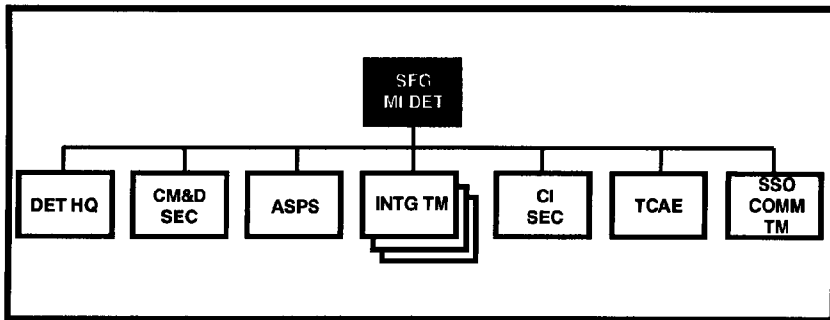 SFG
MI DET
DET HQ
CM&D
SEC
ASPS
INTG TM
CI
SEC
TCAE
SSO
COMM
TM